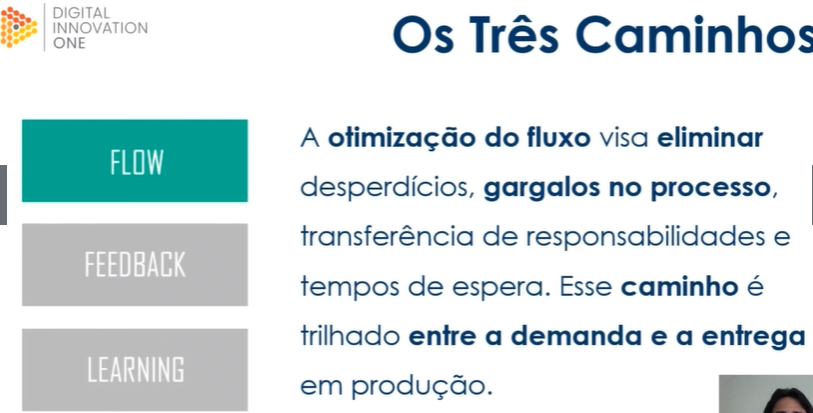 DIGITAL
INNOVATION
ONE
Os Três Caminhos
FLOW
FEEDBACK
LEARNING
A otimização do fluxo visa eliminar
desperdícios, gargalos no processo,
transferência de responsabilidades e
tempos de espera. Esse caminho é
trilhado entre a demanda e a entrega
em produção.